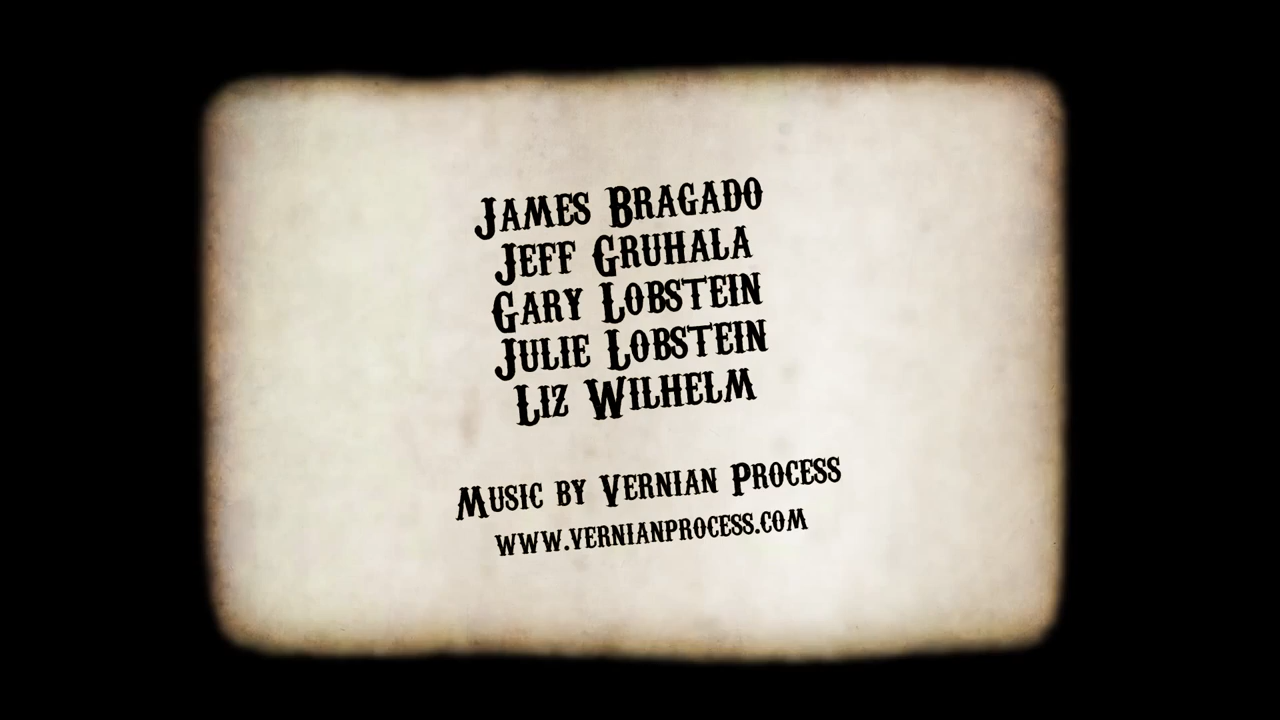 James Bragado
Jeff Gruhala
Gary Lobstein
Julie Lobstein
Liz Wilhelm
Music by Vernian Process
www.vernianprocess.com